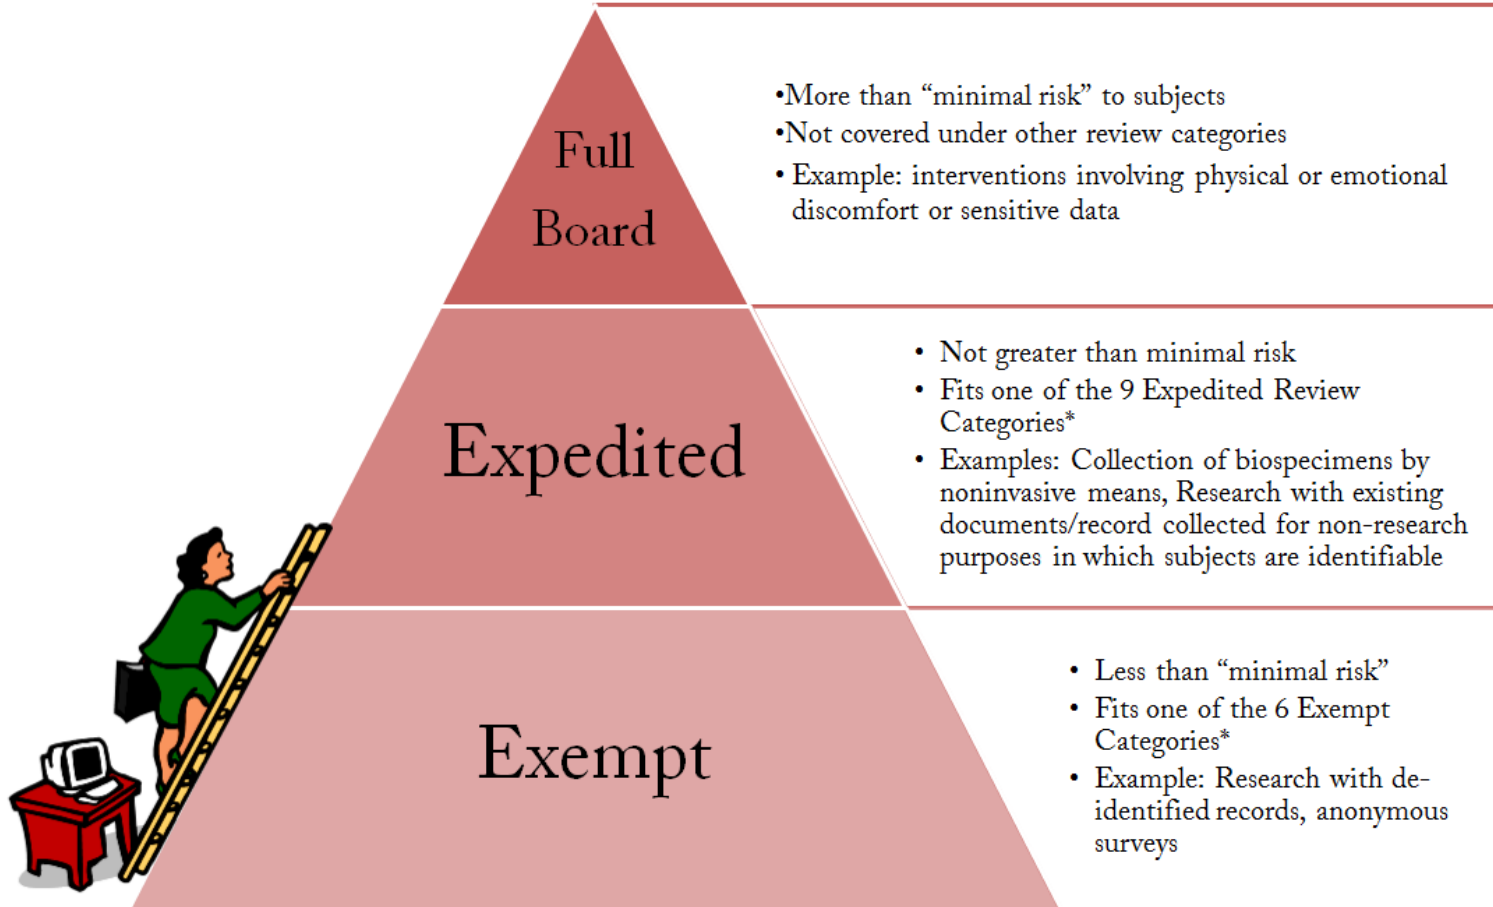 Full
Board
•More than “minimal risk” to subjects
•Not covered under other review categories
• Example: interventions involving physical or emotional
discomfort or sensitive data
Expedited
• Not greater than minimal risk
• Fits one of the 9 Expedited Review
Categories*
• Examples: Collection of biospecimens by
noninvasive means, Research with existing
documents/record collected for non-research
purposes in which subjects are identifiable
Exempt
• Less than “minimal risk”
• Fits one of the 6 Exempt
Categories*
• Example: Research with de-
identified records, anonymous
surveys